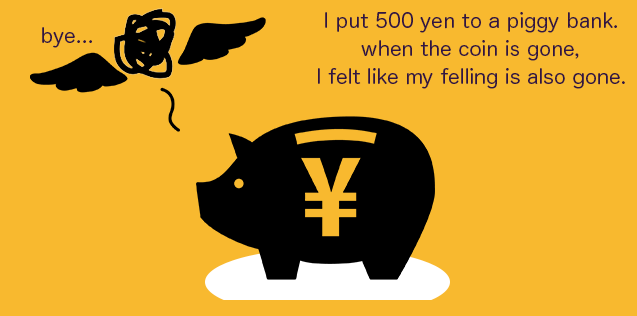 bye...
I put 500 yen to a piggy bank.
when the coin is gone,
I felt like my felling is also gone.
¥